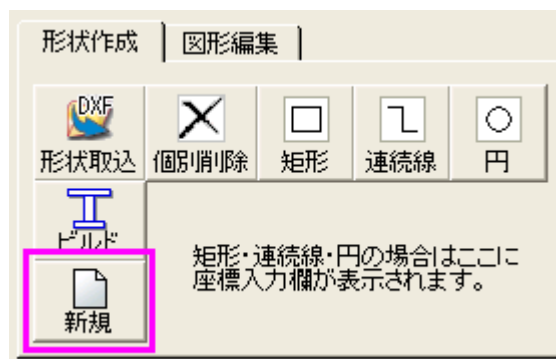 形状作成 図形編集
DXF
形状取込 個別削除 矩形 連続線 円
ビルド
矩形・連続線・円の場合はここに
座標入力欄が表示されます。
新規